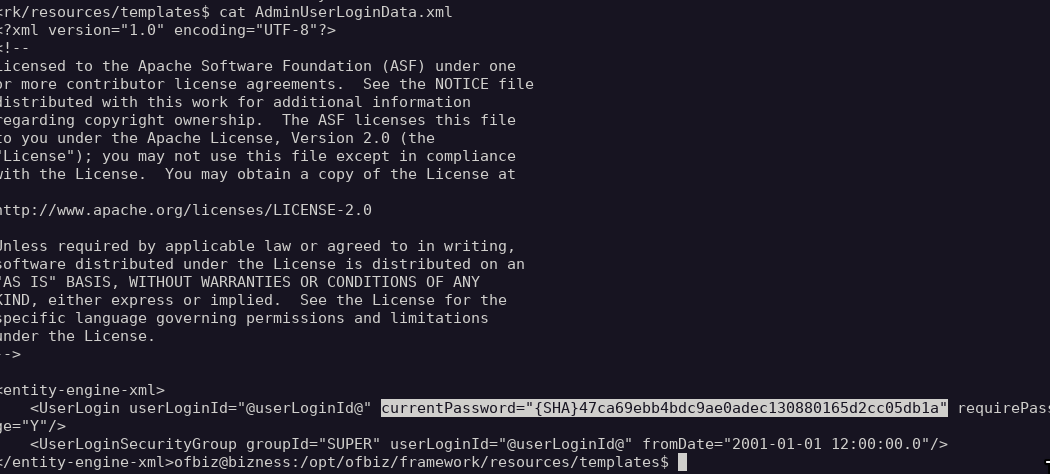 <rk/resources/templates$ cat AdminUserLoginData.xml
<?xml version="1.0" encoding="UTF-8"?>
<!--
Licensed to the Apache Software Foundation (ASF) under one
or more contributor license agreements.  See the NOTICE file
distributed with this work for additional information
regarding copyright ownership.  The ASF licenses this file
to you under the Apache License, Version 2.0 (the
"License"); you may not use this file except in compliance
with the License.  You may obtain a copy of the License at

http://www.apache.org/licenses/LICENSE-2.0

Unless required by applicable law or agreed to in writing,
software distributed under the License is distributed on an
"AS IS" BASIS, WITHOUT WARRANTIES OR CONDITIONS OF ANY
KIND, either express or implied.  See the License for the
specific language governing permissions and limitations
under the License.
-->

<entity-engine-xml>
    <UserLogin userLoginId="@userLoginId@" currentPassword="{SHA}47ca69ebb4bdc9ae0adec130880165d2cc05db1a" requirePass
ge="Y"/>
    <UserLoginSecurityGroup groupId="SUPER" userLoginId="@userLoginId@" fromDate="2001-01-01 12:00:00.0"/>
</entity-engine-xml>ofbiz@bizness:/opt/ofbiz/framework/resources/templates$